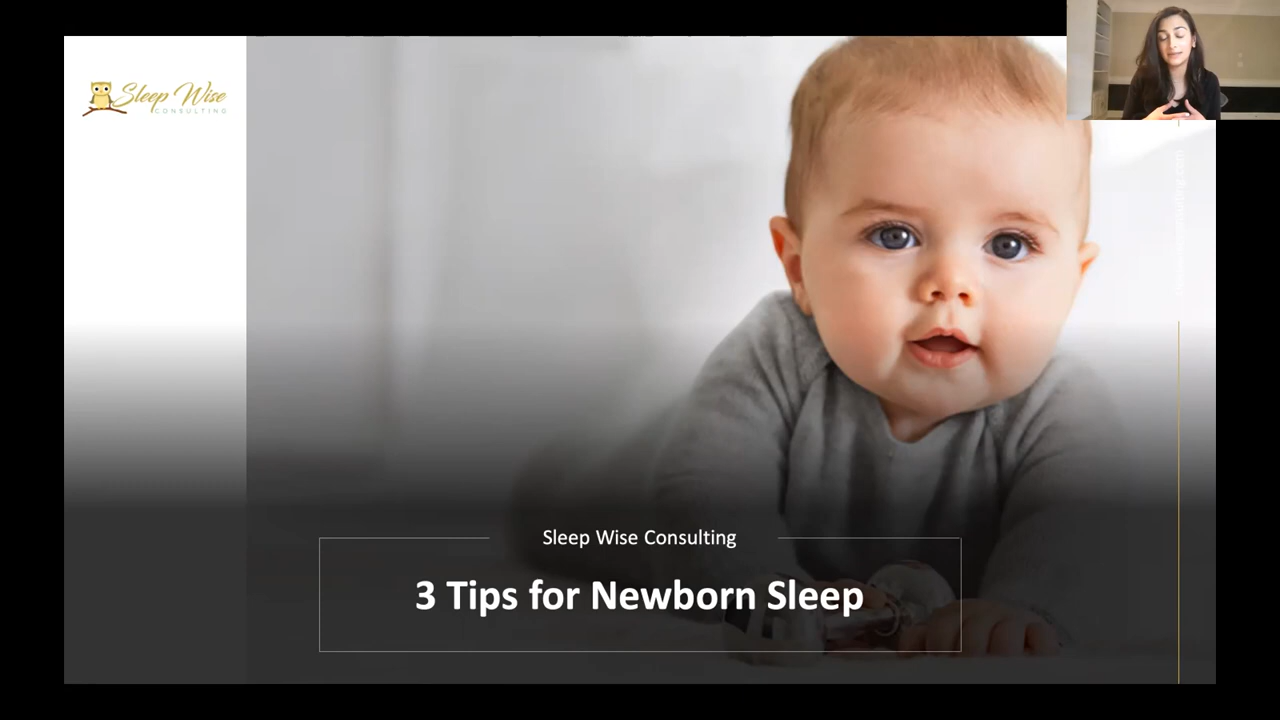 Sleep Wise
CONSULTING
Sleep Wise Consulting
3 Tips for Newborn Sleep